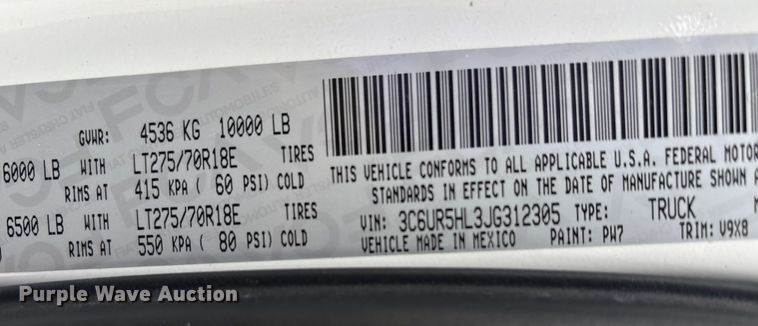 GVWR: 4536 KG 10000 LB
6000 LB WITH LT275/70R18E TIRES
RIMS AT 415 KPA ( 60 PSI) COLD
6500 LB WITH LT275/70R18E TIRES
RIMS AT 550 KPA ( 80 PSI) COLD
THIS VEHICLE CONFORMS TO ALL APPLICABLE U.S.A. FEDERAL MOTOR
STANDARDS IN EFFECT ON THE DATE OF MANUFACTURE SHOWN
VIN: 3C6UR5HL3JG312305 TYPE: TRUCK
VEHICLE MADE IN MEXICO PAINT: PW7 TRIM: V9X8
Purple Wave Auction